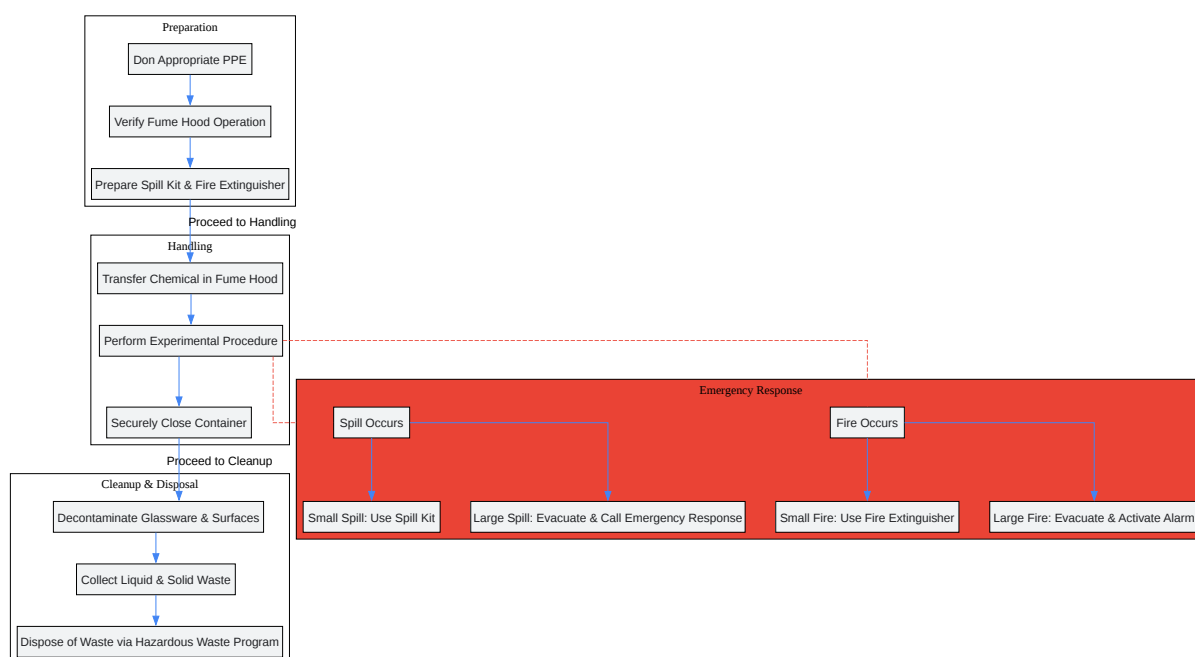 Preparation
Don Appropriate PPE
Verify Fume Hood Operation
Prepare Spill Kit & Fire Extinguisher
Proceed to Handling
Handling
Transfer Chemical in Fume Hood
Perform Experimental Procedure
Securely Close Container
Proceed to Cleanup
Cleanup & Disposal
Decontaminate Glassware & Surfaces
Collect Liquid & Solid Waste
Dispose of Waste via Hazardous Waste Program
Emergency Response
Spill Occurs
Fire Occurs
Small Spill: Use Spill Kit
Large Spill: Evacuate & Call Emergency Response
Small Fire: Use Fire Extinguisher
Large Fire: Evacuate & Activate Alarm